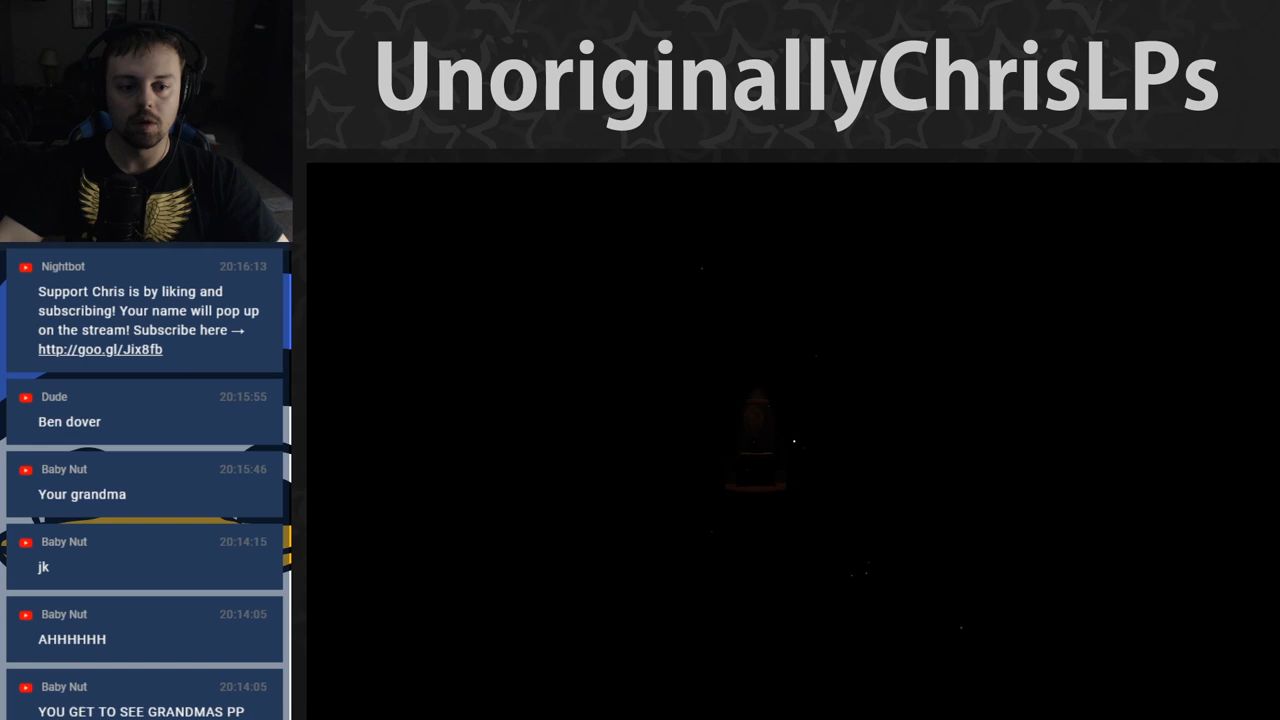 UnoriginallyChrisLPs
Nightbot 20:16:13
Support Chris is by liking and
subscribing! Your name will pop up
on the stream! Subscribe here →
http://goo.gl/Jix8fb
Dude 20:15:55
Ben dover
Baby Nut 20:15:46
Your grandma
Baby Nut 20:14:15
jk
Baby Nut 20:14:05
AHHHHHH
Baby Nut 20:14:05
YOU GET TO SEE GRANDMAS PP